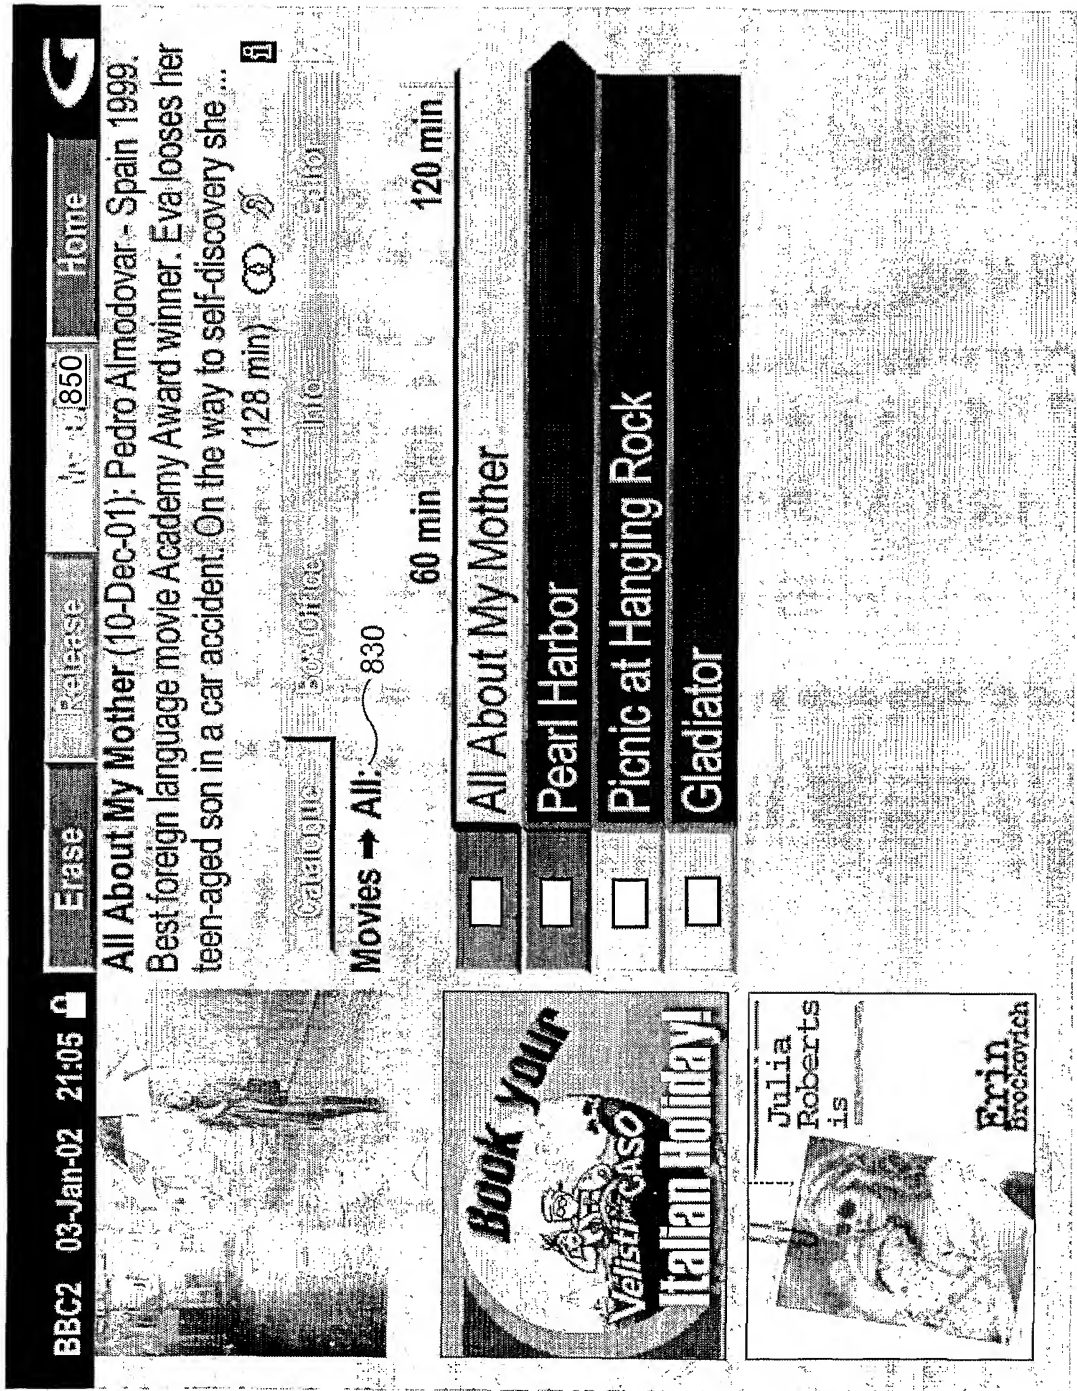 BBC2 03-Jan-02 21:05
Erase
Release
850
Home
All About My Mother (10-Dec-01): Pedro Almodovar - Spain 1999.
Best foreign language movie Academy Award winner. Eva looses her
teen-aged son in a car accident. On the way to self-discovery she ...
(128 min)
Catalogue
Box Office
Info
Movies ➡ All:
830
60 min
120 min
All About My Mother
Pearl Harbor
Picnic at Hanging Rock
Gladiator
Book your
Velisti per CASO
Italian Holiday!
Julia
Roberts
is
Erin
Brockovich